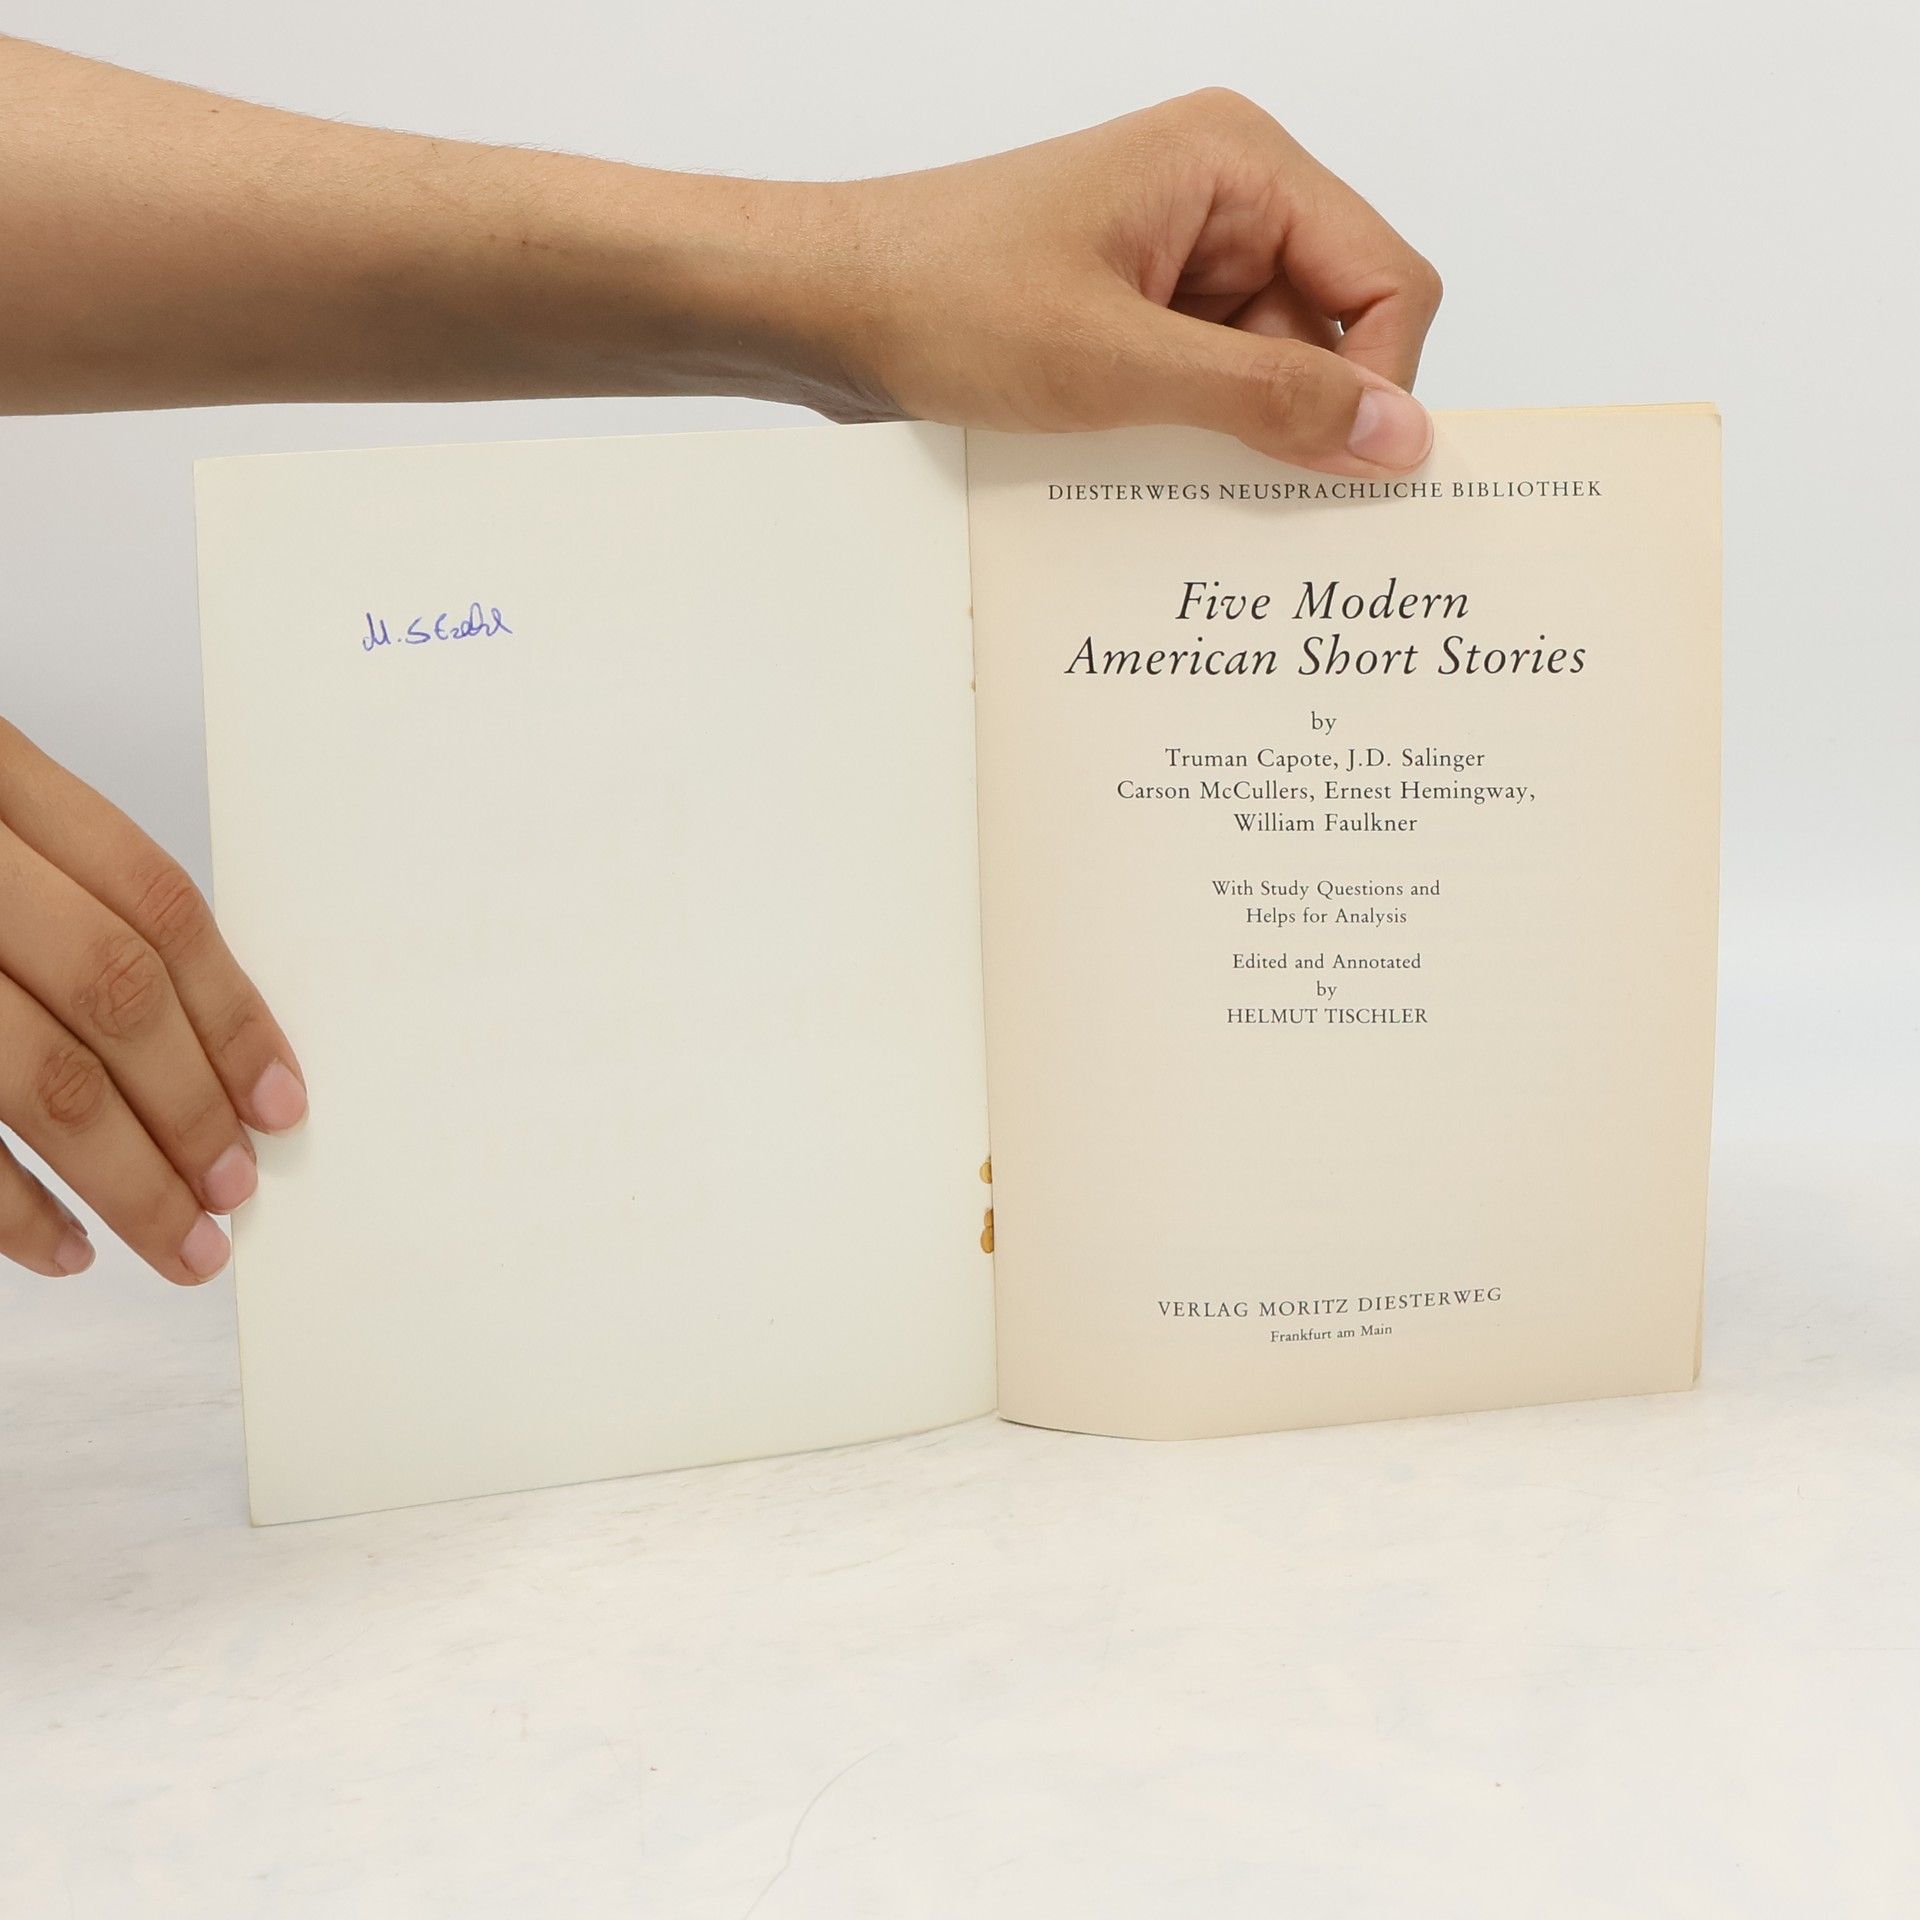 M.
DIESTERWEGS NEUSPRACHLICHE BIBLIOTHEK
Five Modern
American Short Stories
by
Truman Capote, J.D. Salinger
Carson McCullers, Ernest Hemingway,
William Faulkner
With Study Questions and
Helps for Analysis
Edited and Annotated
by
HELMUT TISCHLER
VERLAG MORITZ DIESTERWEG
Frankfurt am Main